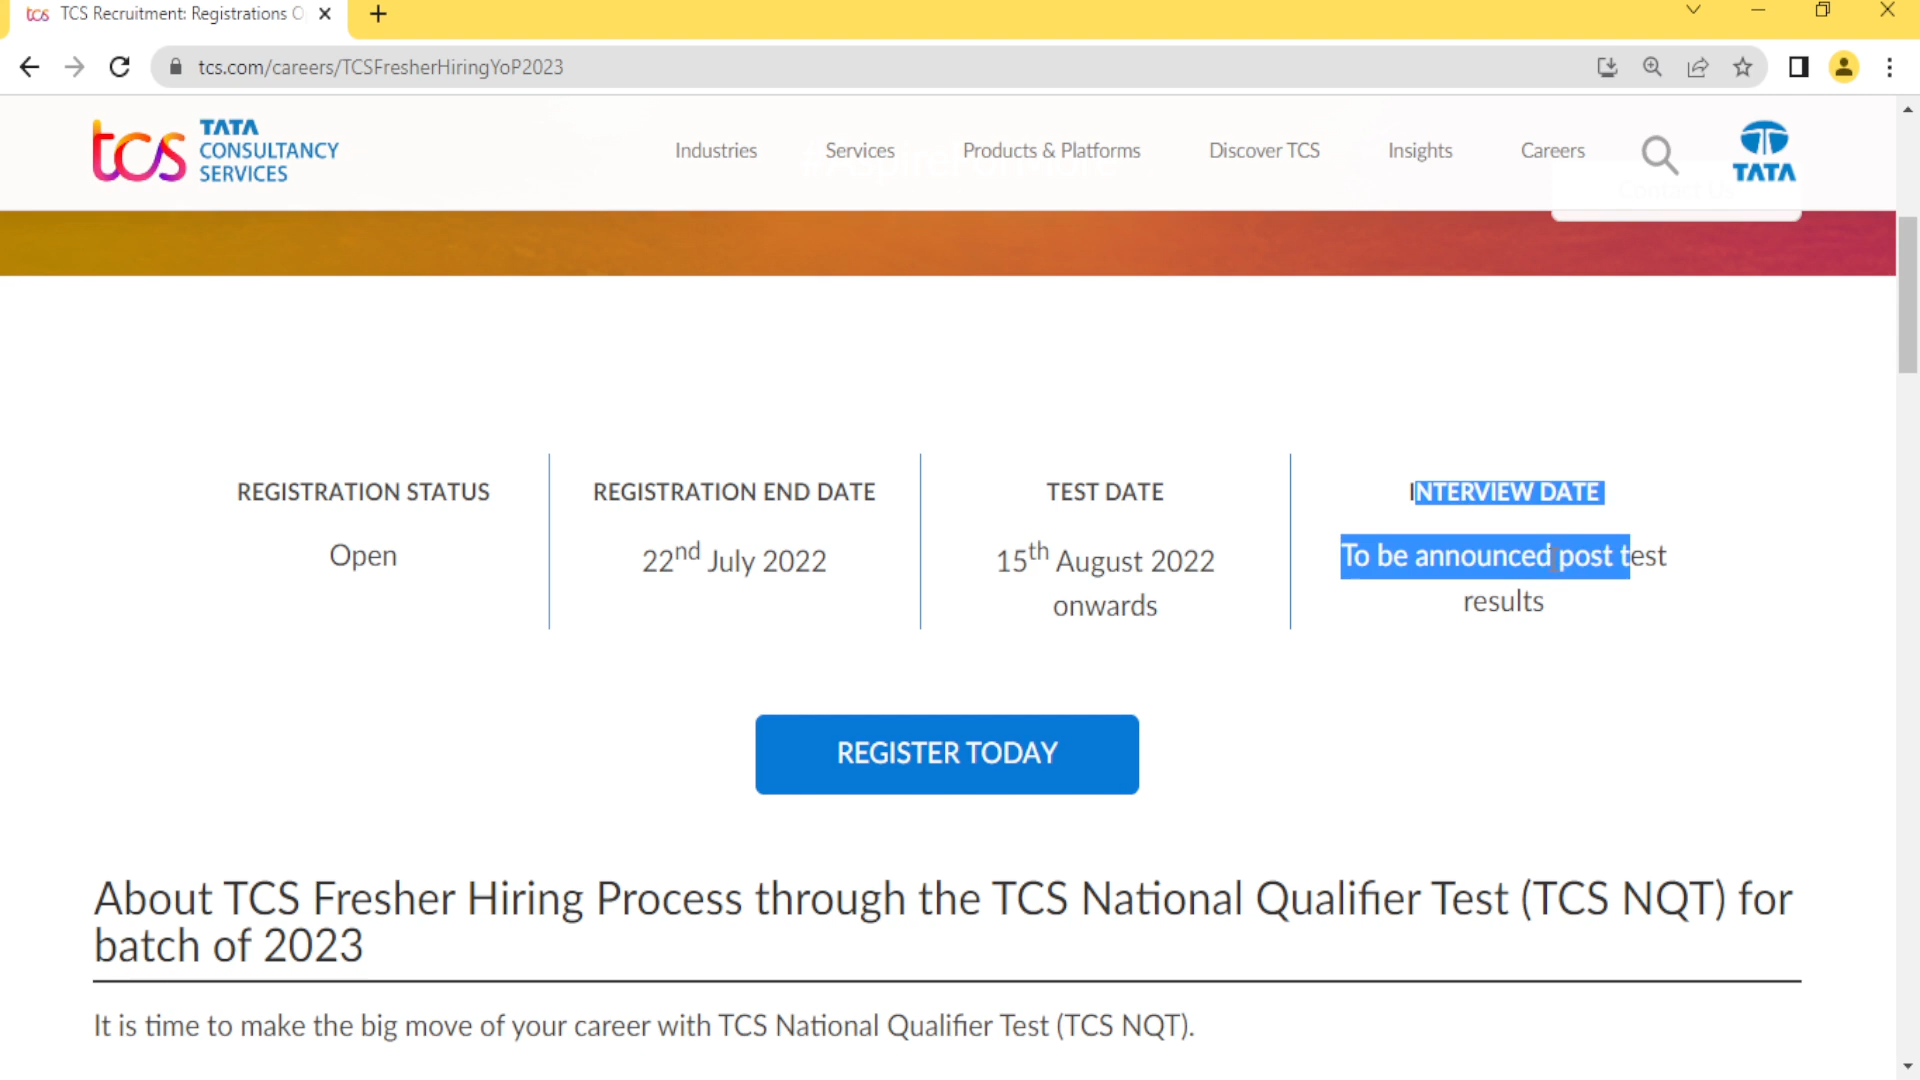 tcs TCS Recruitment: Registrations O
tcs.com/careers/TCSFresherHiringYoP2023
tcs TATA
CONSULTANCY
SERVICES
Industries Services Products & Platforms Discover TCS Insights Careers
TATA
REGISTRATION STATUS
Open
REGISTRATION END DATE
22nd July 2022
TEST DATE
15th August 2022
onwards
INTERVIEW DATE
To be announced post test
results
REGISTER TODAY
About TCS Fresher Hiring Process through the TCS National Qualifier Test (TCS NQT) for
batch of 2023
It is time to make the big move of your career with TCS National Qualifier Test (TCS NQT).